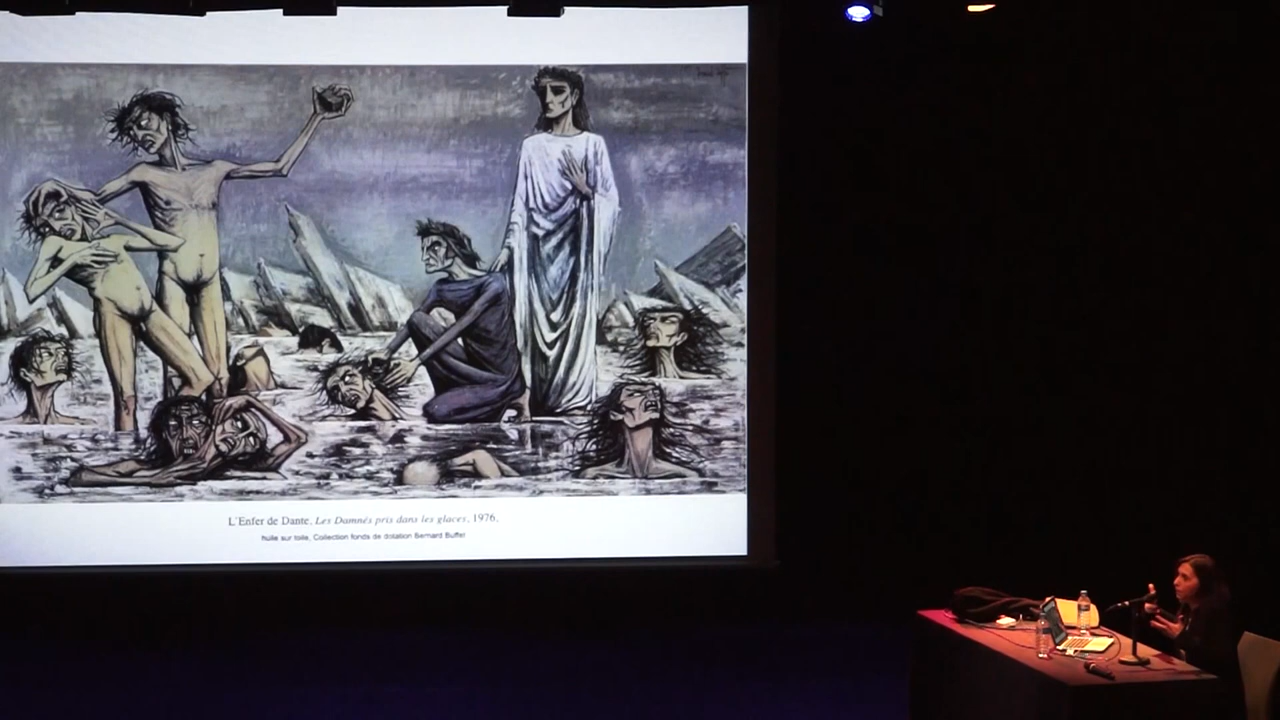 L'Enfer de Dante, Les Damnés pris dans les glaces, 1976,
huile sur toile, Collection fonds de dotation Bernard Buffet